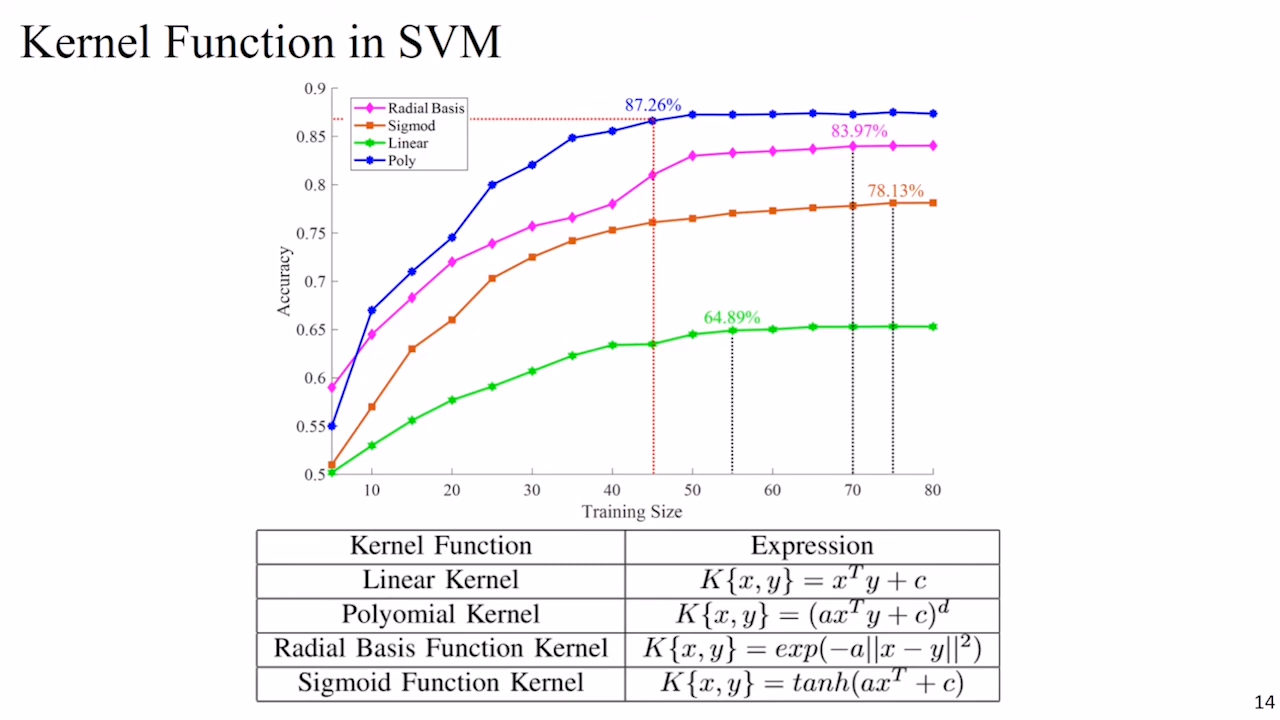 Kernel Function in SVM
0.9
0.85
0.8
0.75
0.7
0.65
0.6
0.55
0.5
Accuracy
Radial Basis
Sigmod
Linear
Poly
87.26%
83.97%
78.13%
64.89%
10 20 30 40 50 60 70 80
Training Size
Kernel Function Expression
Linear Kernel K{x, y} = x^T y + c
Polyomial Kernel K{x, y} = (ax^T y + c)^d
Radial Basis Function Kernel K{x, y} = exp(−a||x − y||^2)
Sigmoid Function Kernel K{x, y} = tanh(ax^T + c)
14